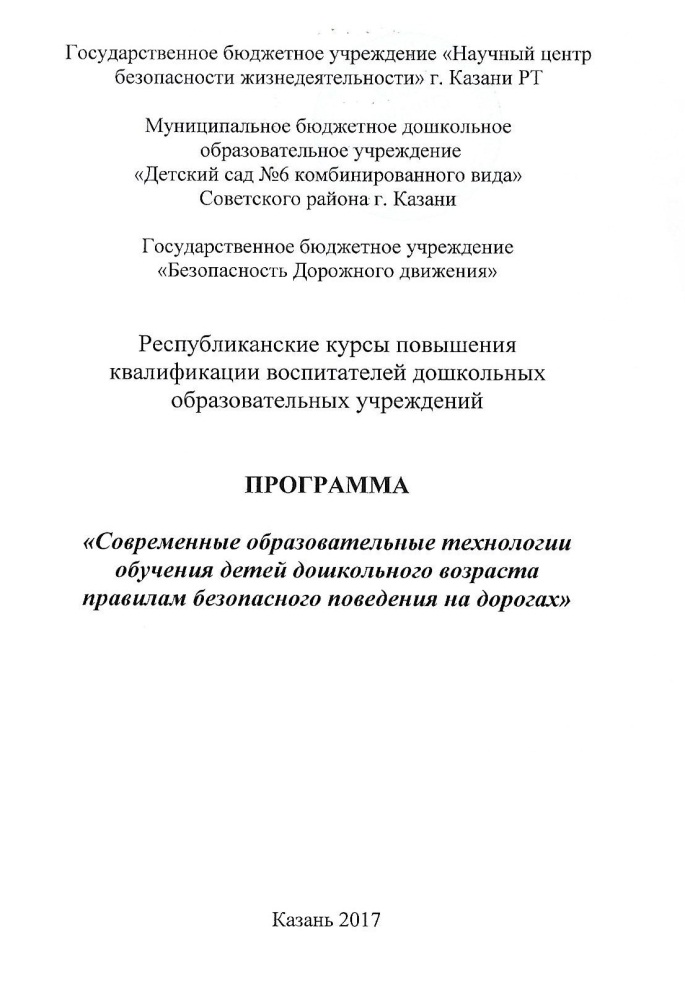 Государственное бюджетное учреждение «Научный центр
безопасности жизнедеятельности» г. Казани РТ
Муниципальное бюджетное дошкольное
образовательное учреждение
«Детский сад №6 комбинированного вида»
Советского района г. Казани
Государственное бюджетное учреждение
«Безопасность Дорожного движения»
Республиканские курсы повышения
квалификации воспитателей дошкольных
образовательных учреждений
ПРОГРАММА
«Современные образовательные технологии
обучения детей дошкольного возраста
правилам безопасного поведения на дорогах»
Казань 2017